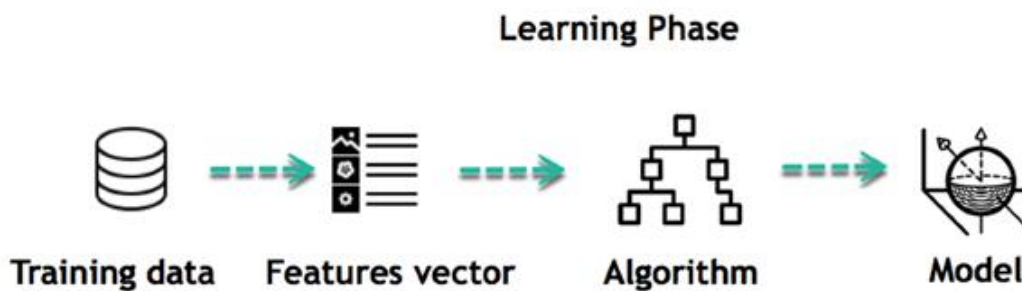 Learning Phase
Training data
Features vector
Algorithm
Model